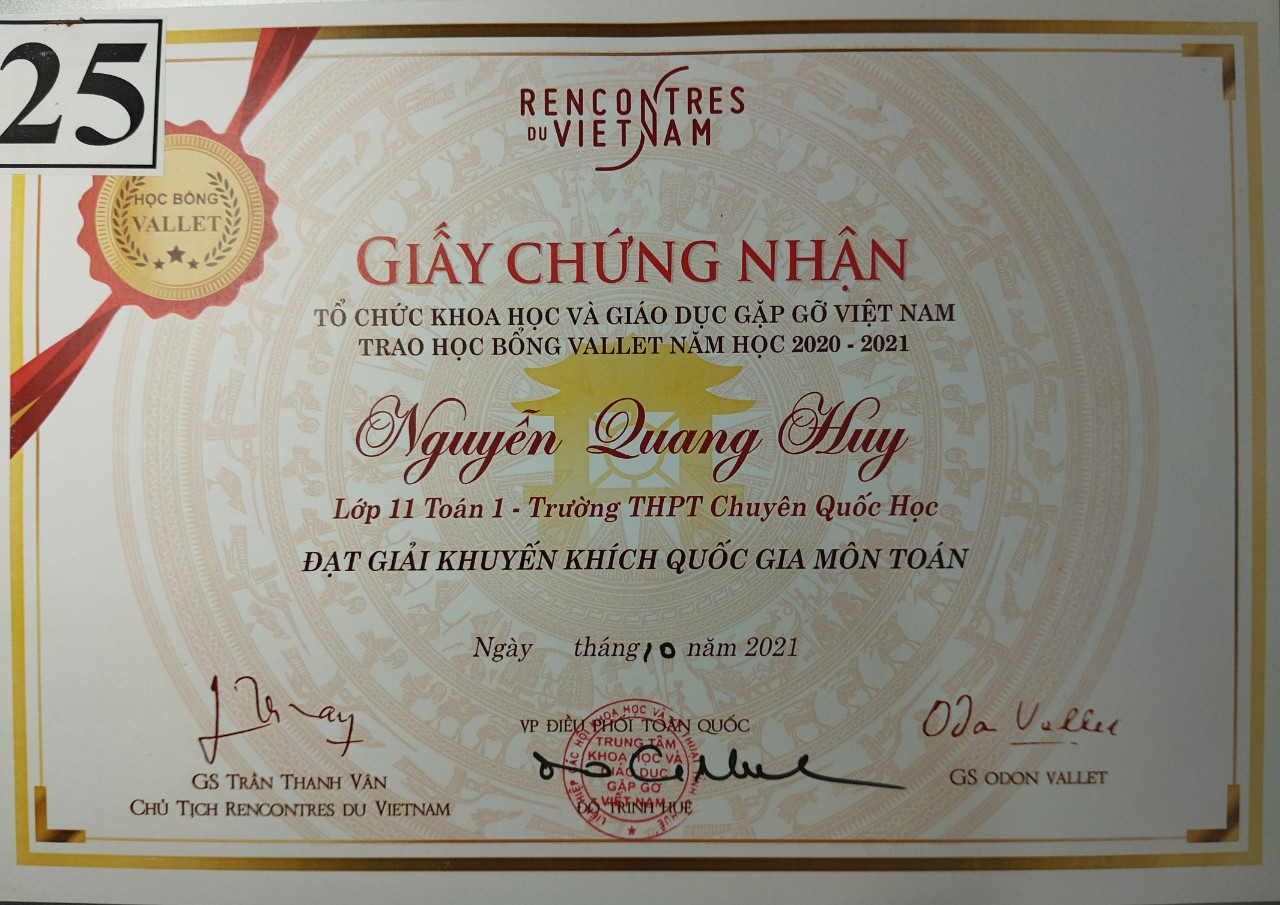 25
RENCONTRES
DU VIETNAM
HỌC BỔNG
VALLET
GIẤY CHỨNG NHẬN
TỔ CHỨC KHOA HỌC VÀ GIÁO DỤC GẶP GỠ VIỆT NAM
TRAO HỌC BỔNG VALLET NĂM HỌC 2020 - 2021
Nguyễn Quang Huy
Lớp 11 Toán 1 - Trường THPT Chuyên Quốc Học
ĐẠT GIẢI KHUYẾN KHÍCH QUỐC GIA MÔN TOÁN
Ngày tháng 10 năm 2021
VP ĐIỀU PHỐI TOÀN QUỐC
TRUNG TÂM
KHOA HỌC VÀ
GIÁO DỤC
GẶP GỠ
VIỆT NAM
Oda Vallet
GS TRẦN THANH VÂN
CHỦ TỊCH RENCONTRES DU VIETNAM
ĐỖ TRINH HUỆ
GS ODON VALLET